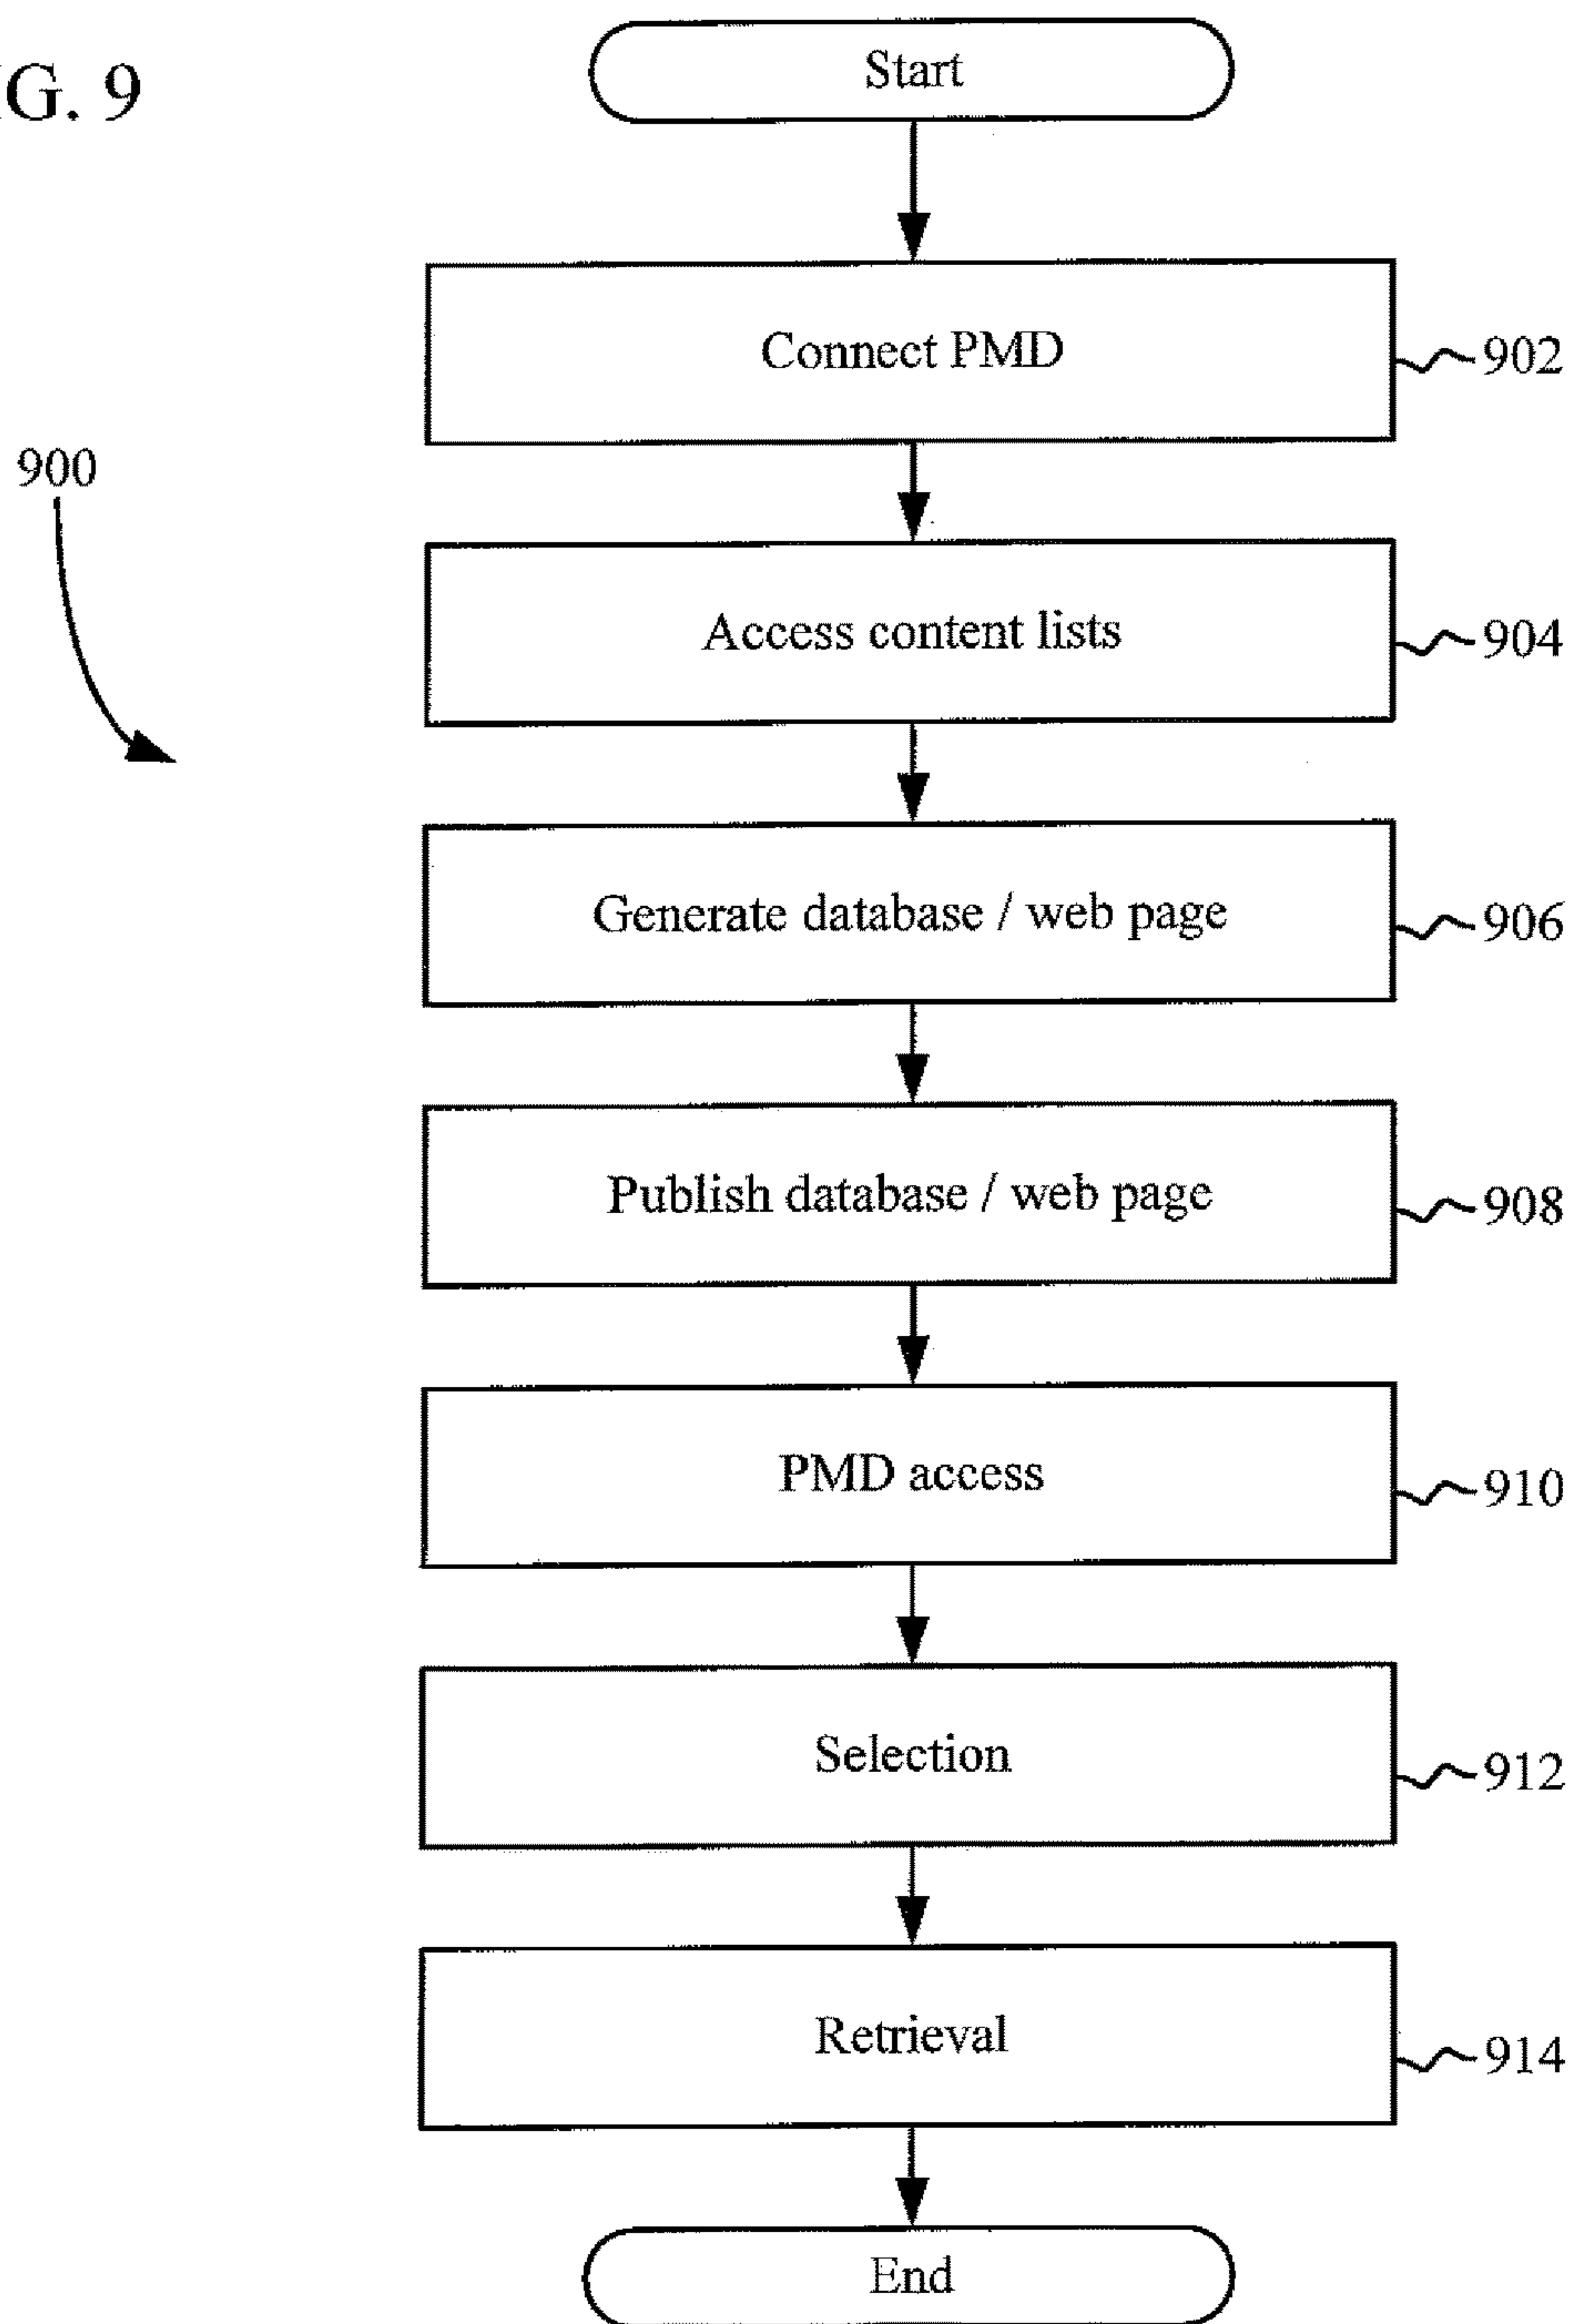 G. 9
Start
Connect PMD
902
900
Access content lists
904
Generate database / web page
906
Publish database / web page
908
PMD access
910
Selection
912
Retrieval
914
End